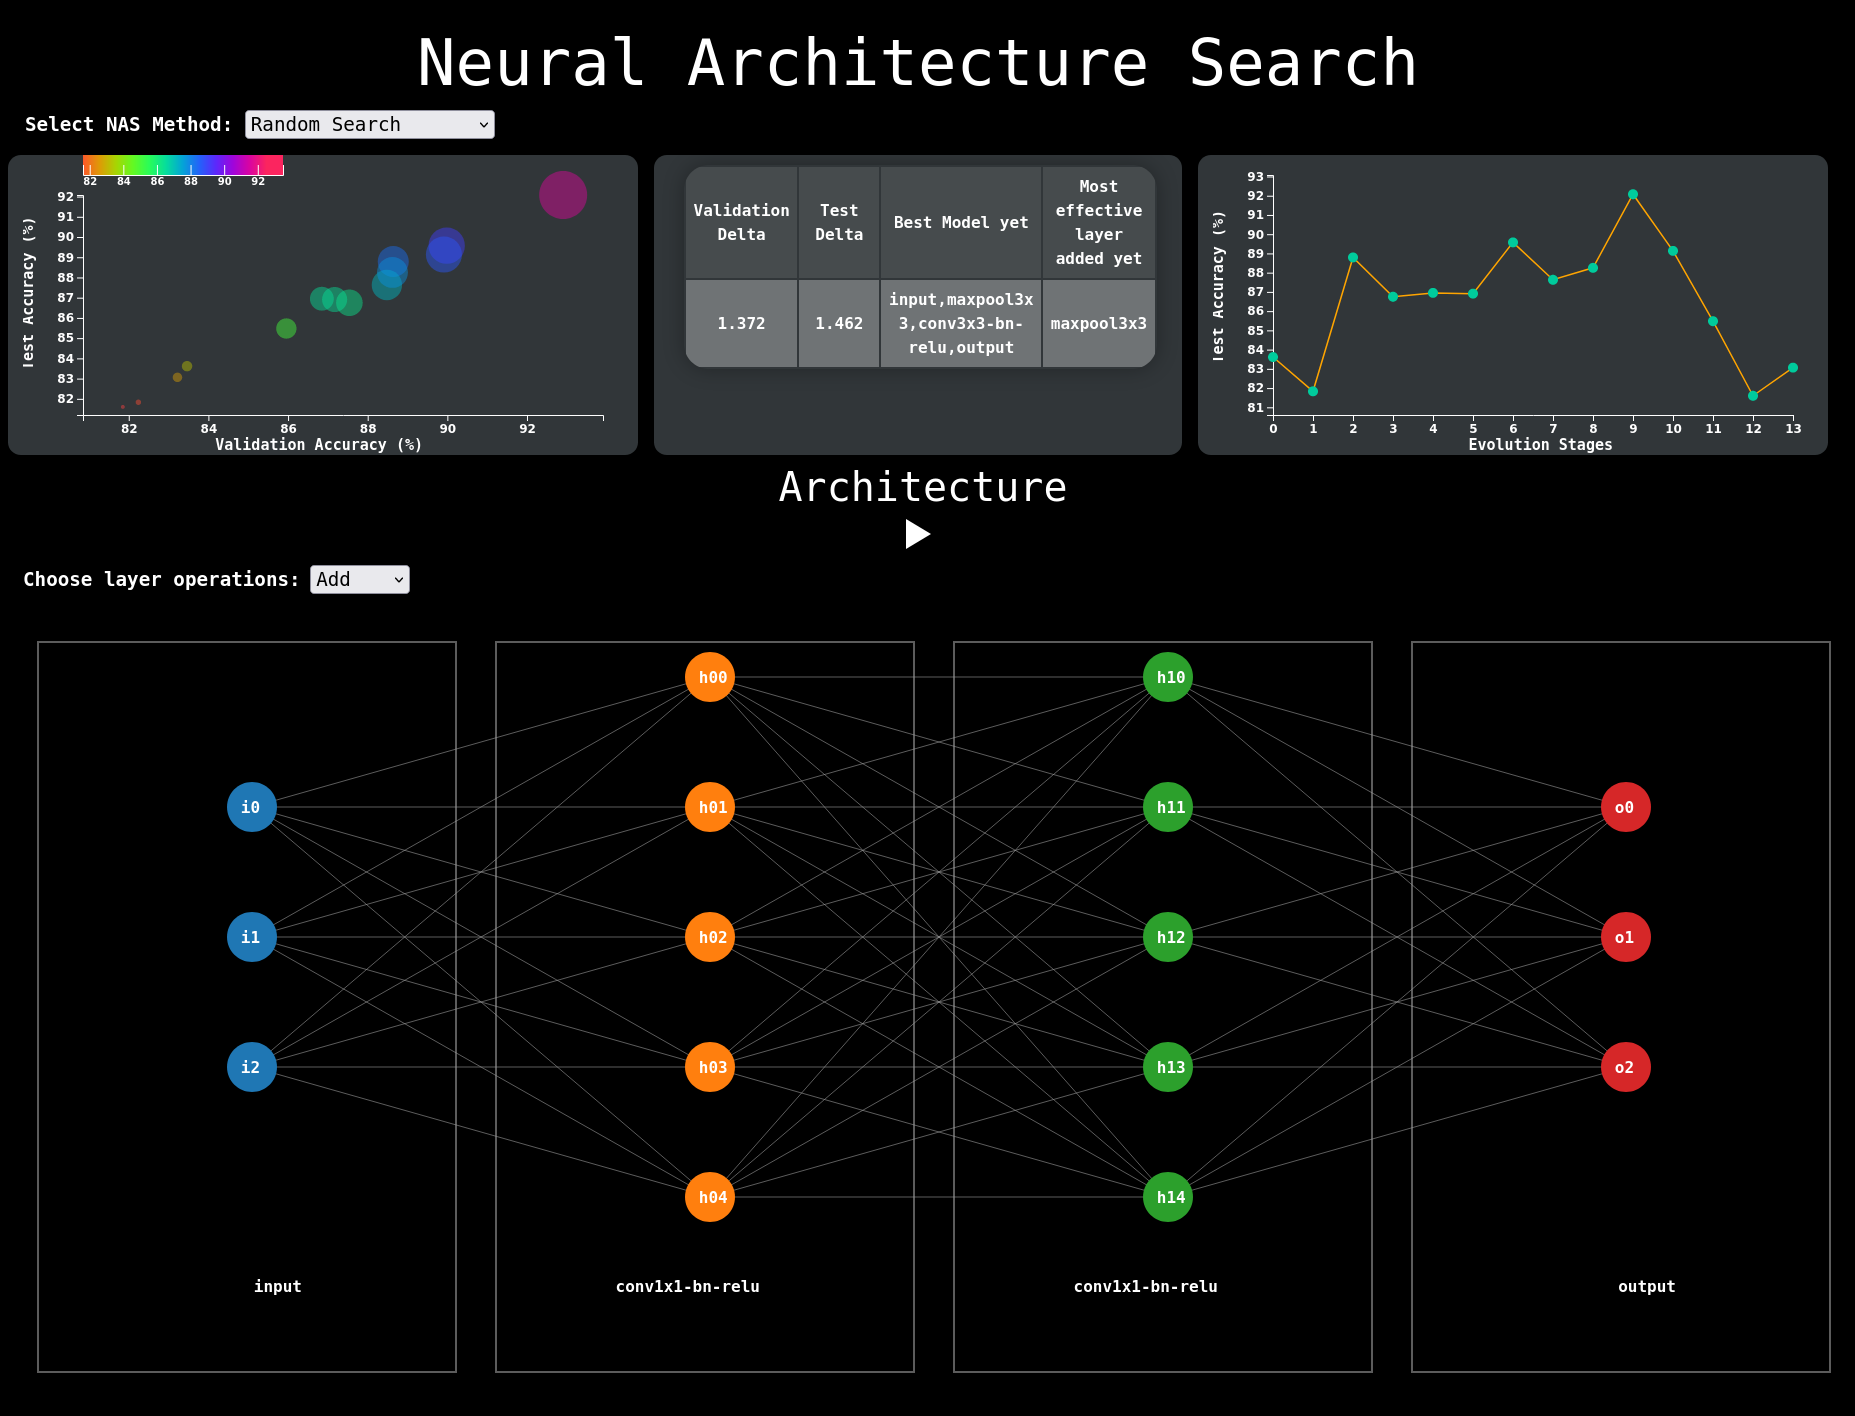 Neural Architecture Search
Select NAS Method: Random Search
82 84 86 88 90 92
92
91
90
89
88
87
86
85
84
83
82
Test Accuracy (%)
82 84 86 88 90 92
Validation Accuracy (%)
Validation
Delta
Test
Delta
Best Model yet
Most
effective
layer
added yet
1.372
1.462
input,maxpool3x
3,conv3x3-bn-
relu,output
maxpool3x3
93
92
91
90
89
88
87
86
85
84
83
82
81
Test Accuracy (%)
0 1 2 3 4 5 6 7 8 9 10 11 12 13
Evolution Stages
Architecture
Choose layer operations: Add
h00 h10
i0 h01 h11 o0
i1 h02 h12 o1
i2 h03 h13 o2
h04 h14
input conv1x1-bn-relu conv1x1-bn-relu output